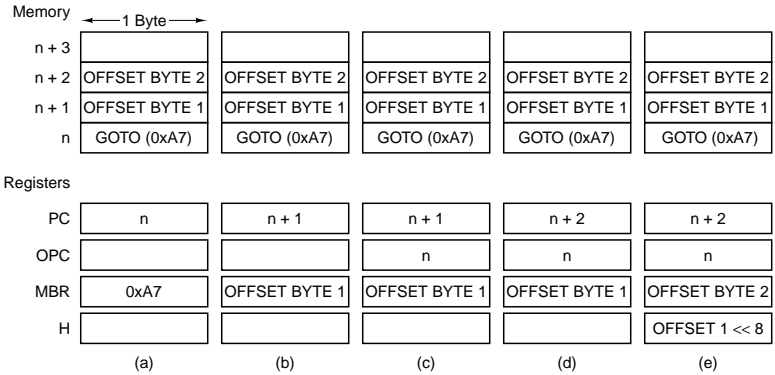 Memory
1 Byte
n + 3
n + 2 OFFSET BYTE 2 OFFSET BYTE 2 OFFSET BYTE 2 OFFSET BYTE 2 OFFSET BYTE 2
n + 1 OFFSET BYTE 1 OFFSET BYTE 1 OFFSET BYTE 1 OFFSET BYTE 1 OFFSET BYTE 1
n GOTO (0xA7) GOTO (0xA7) GOTO (0xA7) GOTO (0xA7) GOTO (0xA7)
Registers
PC n n + 1 n + 1 n + 2 n + 2
OPC n n n
MBR 0xA7 OFFSET BYTE 1 OFFSET BYTE 1 OFFSET BYTE 1 OFFSET BYTE 2
H OFFSET 1 << 8
(a) (b) (c) (d) (e)